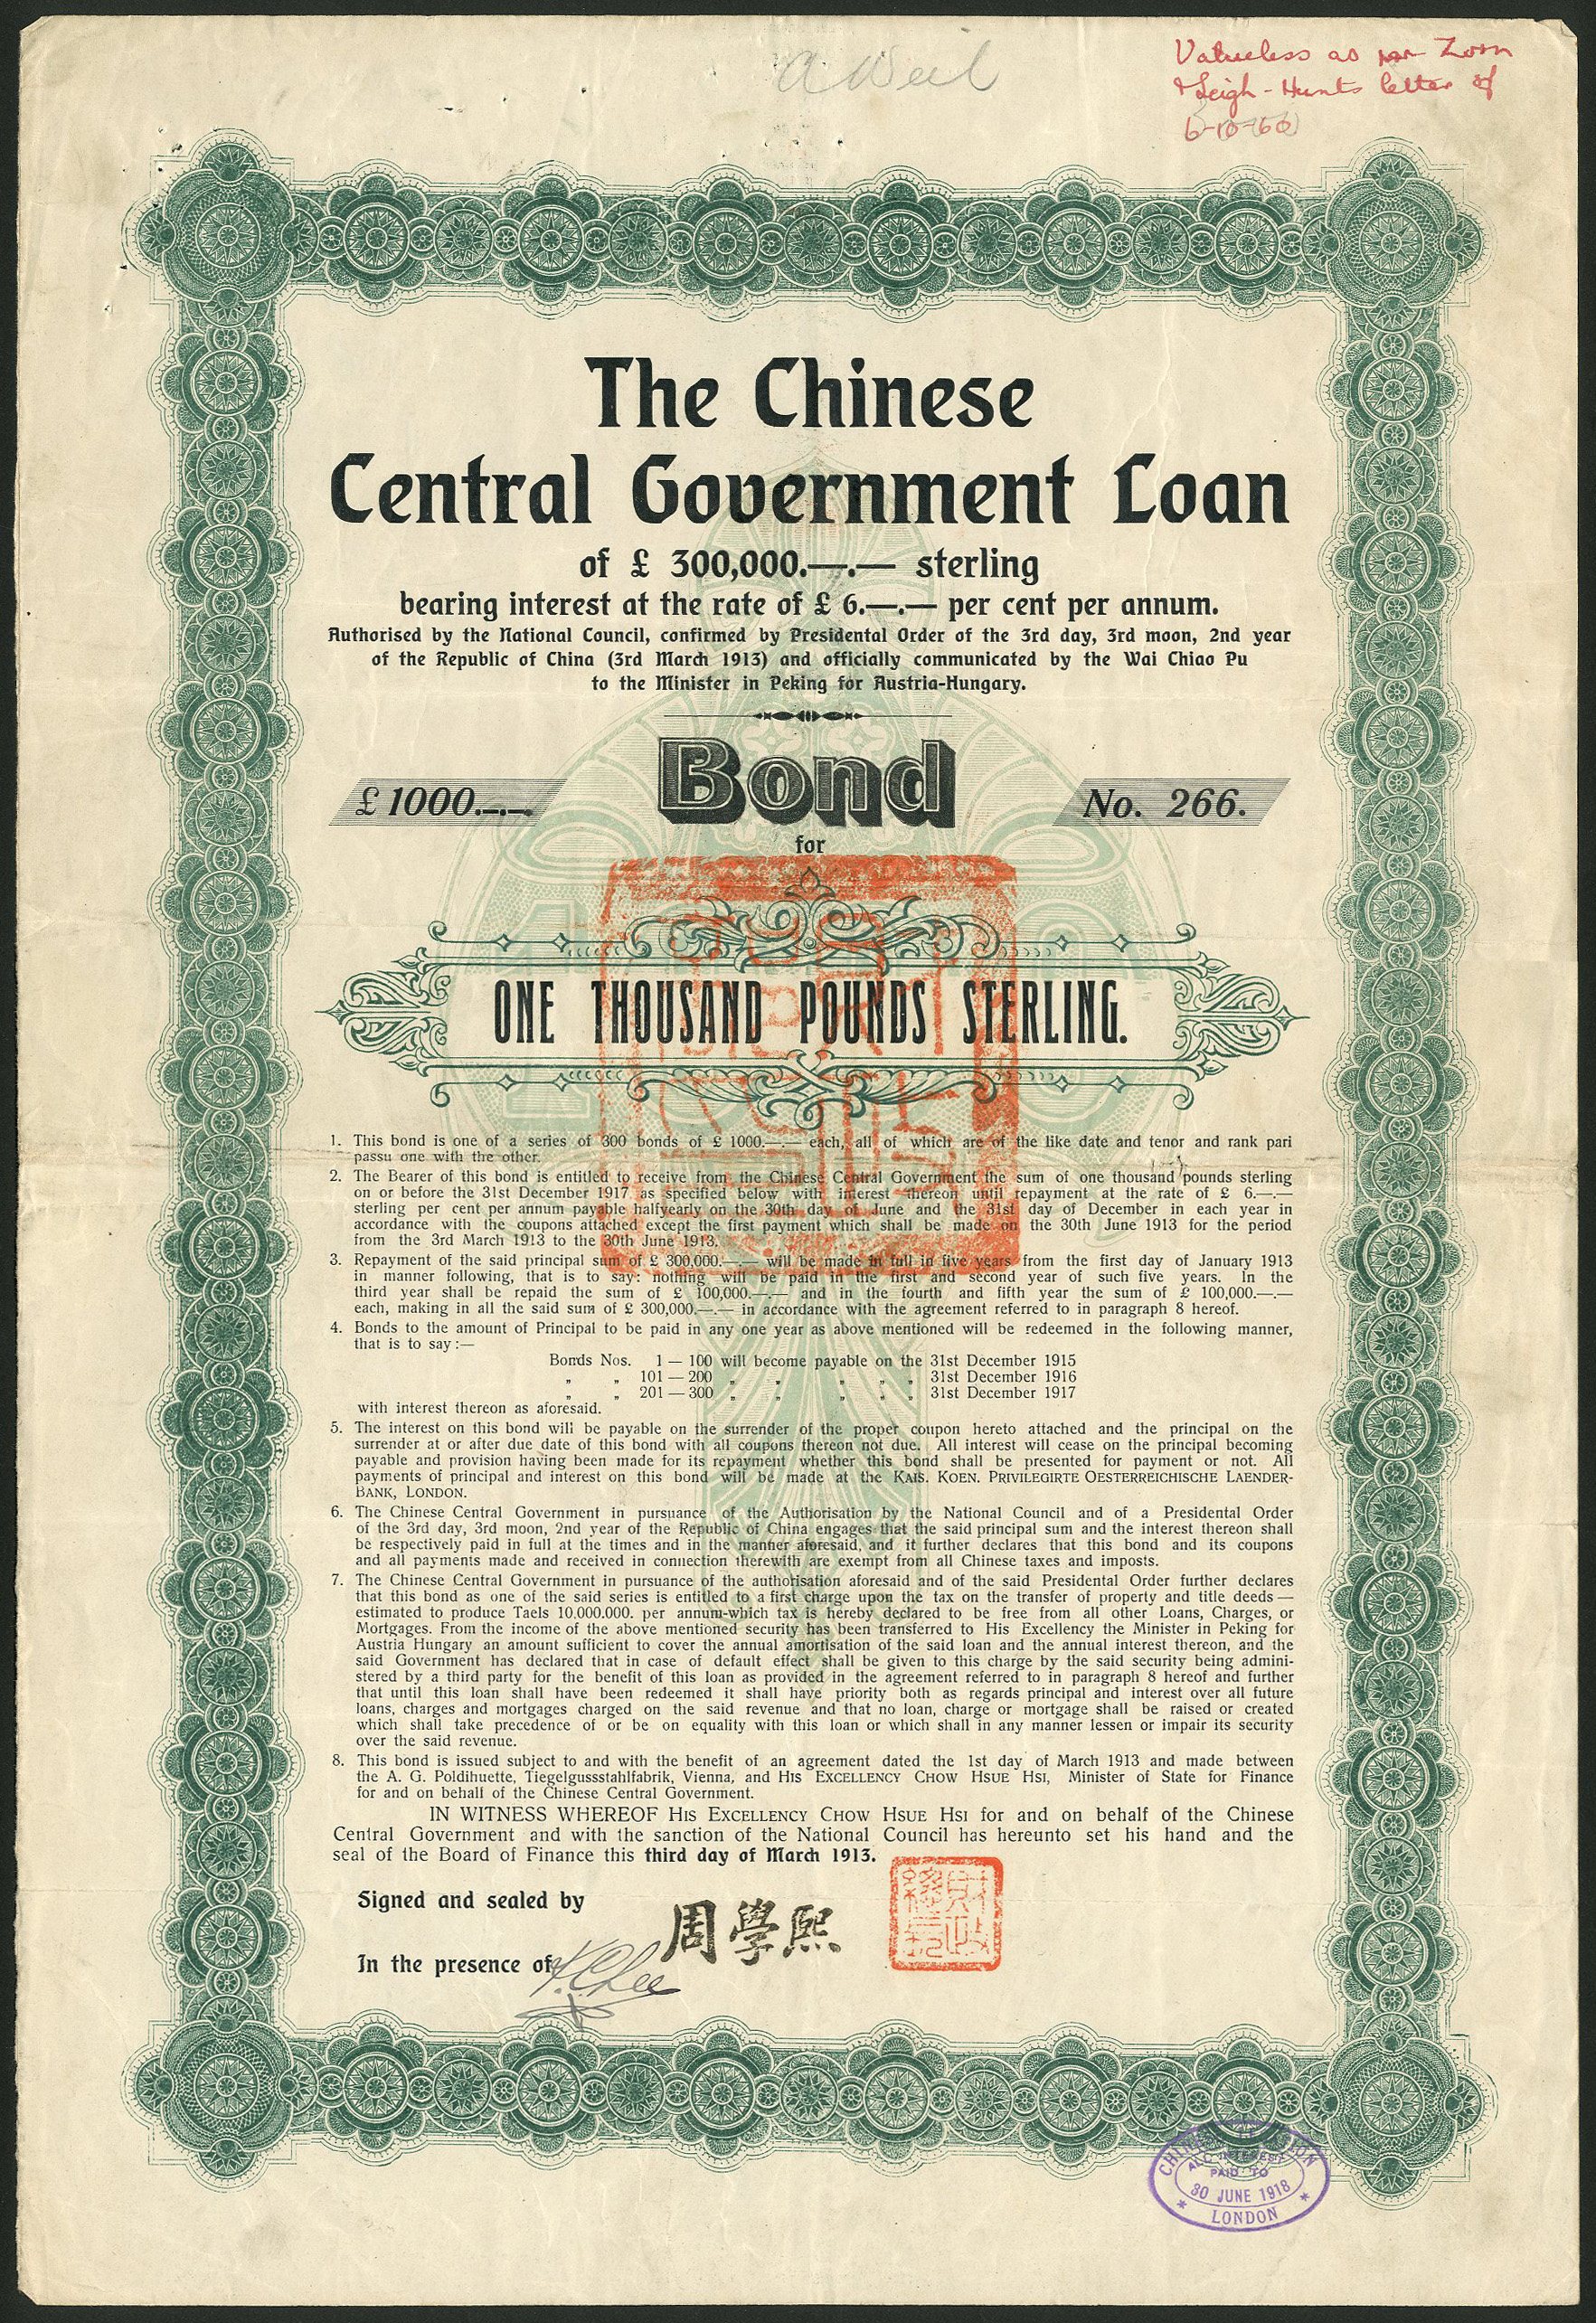 A Weil
Valueless as per Zorn
& Leigh-Hunts letter of
6-10-60
The Chinese
Central Government Loan
of £ 300,000.—.— sterling
bearing interest at the rate of £ 6.—.— per cent per annum.
Authorised by the National Council, confirmed by Presidental Order of the 3rd day, 3rd moon, 2nd year
of the Republic of China (3rd March 1913) and officially communicated by the Wai Chiao Pu
to the Minister in Peking for Austria-Hungary.
Bond
£ 1000.—.—.
No. 266.
for
ONE THOUSAND POUNDS STERLING.
1. This bond is one of a series of 300 bonds of £ 1000.—.— each, all of which are of the like date and tenor and rank pari
passu one with the other.
2. The Bearer of this bond is entitled to receive from the Chinese Central Government the sum of one thousand pounds sterling
on or before the 31st December 1917 as specified below with interest thereon until repayment at the rate of £ 6.—.—
sterling per cent per annum payable halfyearly on the 30th day of June and the 31st day of December in each year in
accordance with the coupons attached except the first payment which shall be made on the 30th June 1913 for the period
from the 3rd March 1913 to the 30th June 1913.
3. Repayment of the said principal sum of £ 300,000.—.— will be made in full in five years from the first day of January 1913
in manner following, that is to say: nothing will be paid in the first and second year of such five years. In the
third year shall be repaid the sum of £ 100,000.—.— and in the fourth and fifth year the sum of £ 100,000.—.—
each, making in all the said sum of £ 300,000.—.— in accordance with the agreement referred to in paragraph 8 hereof.
4. Bonds to the amount of Principal to be paid in any one year as above mentioned will be redeemed in the following manner,
that is to say :—
Bonds Nos. 1 — 100 will become payable on the 31st December 1915
„ „ 101 — 200 „ „ „ „ „ 31st December 1916
„ „ 201 — 300 „ „ „ „ „ 31st December 1917
with interest thereon as aforesaid.
5. The interest on this bond will be payable on the surrender of the proper coupon hereto attached and the principal on the
surrender at or after due date of this bond with all coupons thereon not due. All interest will cease on the principal becoming
payable and provision having been made for its repayment whether this bond shall be presented for payment or not. All
payments of principal and interest on this bond will be made at the KAIS. KOEN. PRIVILEGIRTE OESTERREICHISCHE LAENDER-
BANK, LONDON.
6. The Chinese Central Government in pursuance of the Authorisation by the National Council and of a Presidental Order
of the 3rd day, 3rd moon, 2nd year of the Republic of China engages that the said principal sum and the interest thereon shall
be respectively paid in full at the times and in the manner aforesaid, and it further declares that this bond and its coupons
and all payments made and received in connection therewith are exempt from all Chinese taxes and imposts.
7. The Chinese Central Government in pursuance of the authorisation aforesaid and of the said Presidental Order further declares
that this bond as one of the said series is entitled to a first charge upon the tax on the transfer of property and title deeds —
estimated to produce Taels 10,000.000. per annum-which tax is hereby declared to be free from all other Loans, Charges, or
Mortgages. From the income of the above mentioned security has been transferred to His Excellency the Minister in Peking for
Austria Hungary an amount sufficient to cover the annual amortisation of the said loan and the annual interest thereon, and the
said Government has declared that in case of default effect shall be given to this charge by the said security being admini-
stered by a third party for the benefit of this loan as provided in the agreement referred to in paragraph 8 hereof and further
that until this loan shall have been redeemed it shall have priority both as regards principal and interest over all future
loans, charges and mortgages charged on the said revenue and that no loan, charge or mortgage shall be raised or created
which shall take precedence of or be on equality with this loan or which shall in any manner lessen or impair its security
over the said revenue.
8. This bond is issued subject to and with the benefit of an agreement dated the 1st day of March 1913 and made between
the A. G. Poldihuette, Tiegelgussstahlfabrik, Vienna, and HIS EXCELLENCY CHOW HSUE HSI, Minister of State for Finance
for and on behalf of the Chinese Central Government.
IN WITNESS WHEREOF HIS EXCELLENCY CHOW HSUE HSI for and on behalf of the Chinese
Central Government and with the sanction of the National Council has hereunto set his hand and the
seal of the Board of Finance this third day of March 1913.
Signed and sealed by
周學熙
In the presence of
CHINESE LEGATION
ALL INTEREST
PAID TO
30 JUNE 1918
* LONDON *